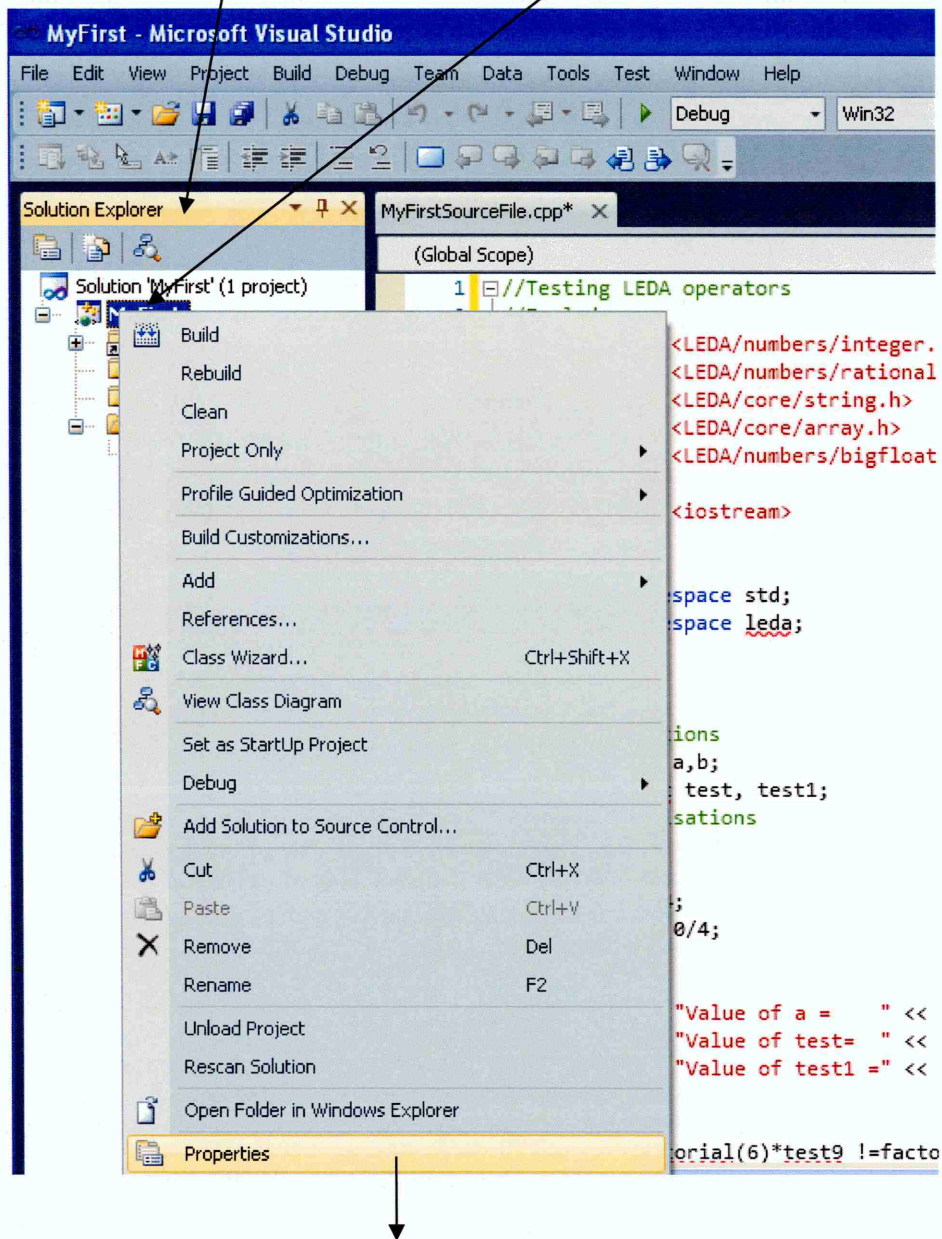 MyFirst - Microsoft Visual Studio
File Edit View Project Build Debug Team Data Tools Test Window Help
Debug Win32
Solution Explorer
MyFirstSourceFile.cpp*
(Global Scope)
Solution 'MyFirst' (1 project)
1 //Testing LEDA operators
<LEDA/numbers/integer.
<LEDA/numbers/rational
<LEDA/core/string.h>
<LEDA/core/array.h>
<LEDA/numbers/bigfloat
<iostream>
space std;
space leda;
ions
a,b;
test, test1;
sations
;
0/4;
"Value of a =    " <<
"Value of test=  " <<
"Value of test1 =" <<
orial(6)*test9 !=facto
Build
Rebuild
Clean
Project Only
Profile Guided Optimization
Build Customizations...
Add
References...
Class Wizard... Ctrl+Shift+X
View Class Diagram
Set as StartUp Project
Debug
Add Solution to Source Control...
Cut Ctrl+X
Paste Ctrl+V
Remove Del
Rename F2
Unload Project
Rescan Solution
Open Folder in Windows Explorer
Properties